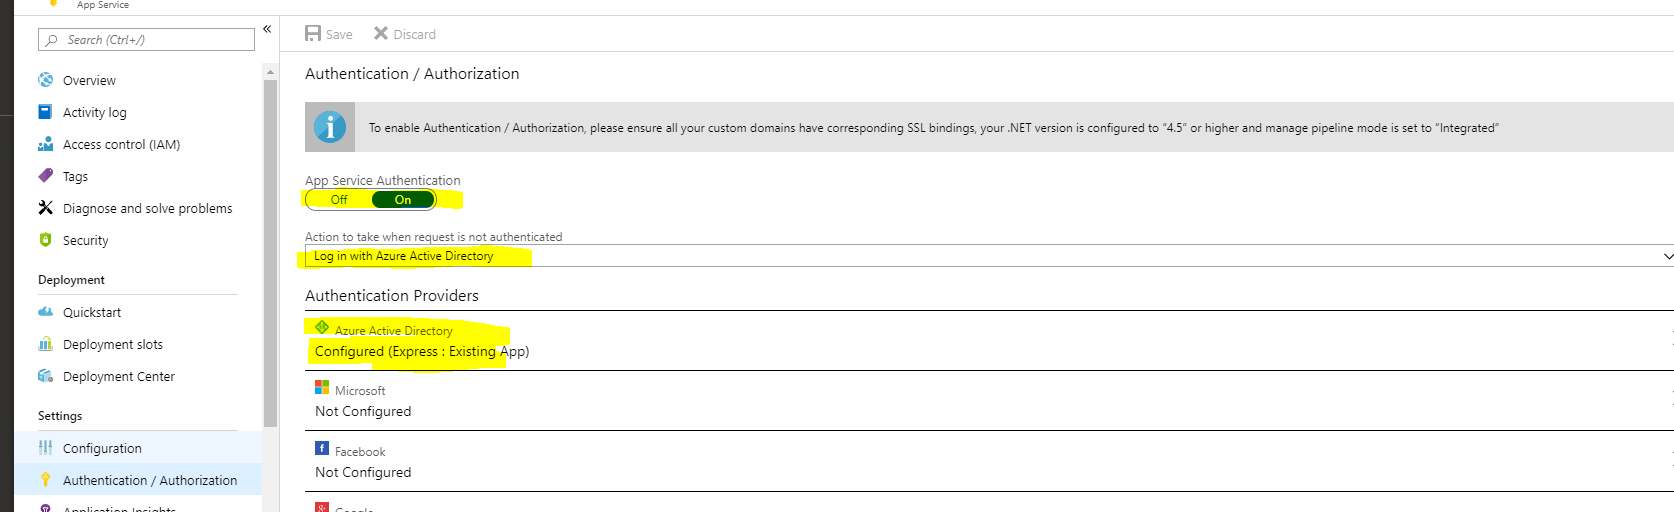 App Service
Search (Ctrl+/)
«
Overview
Activity log
Access control (IAM)
Tags
Diagnose and solve problems
Security
Deployment
Quickstart
Deployment slots
Deployment Center
Settings
Configuration
Authentication / Authorization
Application Insights
Save
Discard
Authentication / Authorization
To enable Authentication / Authorization, please ensure all your custom domains have corresponding SSL bindings, your .NET version is configured to “4.5” or higher and manage pipeline mode is set to “Integrated”
App Service Authentication
Off On
Action to take when request is not authenticated
Log in with Azure Active Directory
Authentication Providers
Azure Active Directory
Configured (Express : Existing App)
Microsoft
Not Configured
Facebook
Not Configured
Google